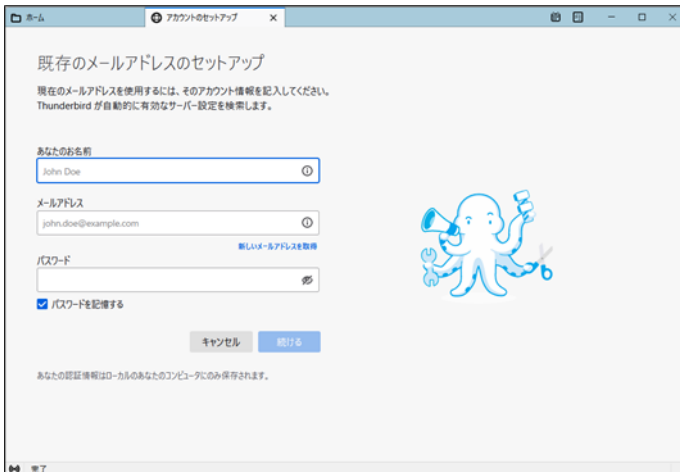 ホーム
アカウントのセットアップ
既存のメールアドレスのセットアップ
現在のメールアドレスを使用するには、そのアカウント情報を記入してください。
Thunderbird が自動的に有効なサーバー設定を検索します。
あなたのお名前
John Doe
メールアドレス
john.doe@example.com
新しいメールアドレスを取得
パスワード
パスワードを記憶する
キャンセル
続ける
あなたの認証情報はローカルのあなたのコンピュータにのみ保存されます。
完了